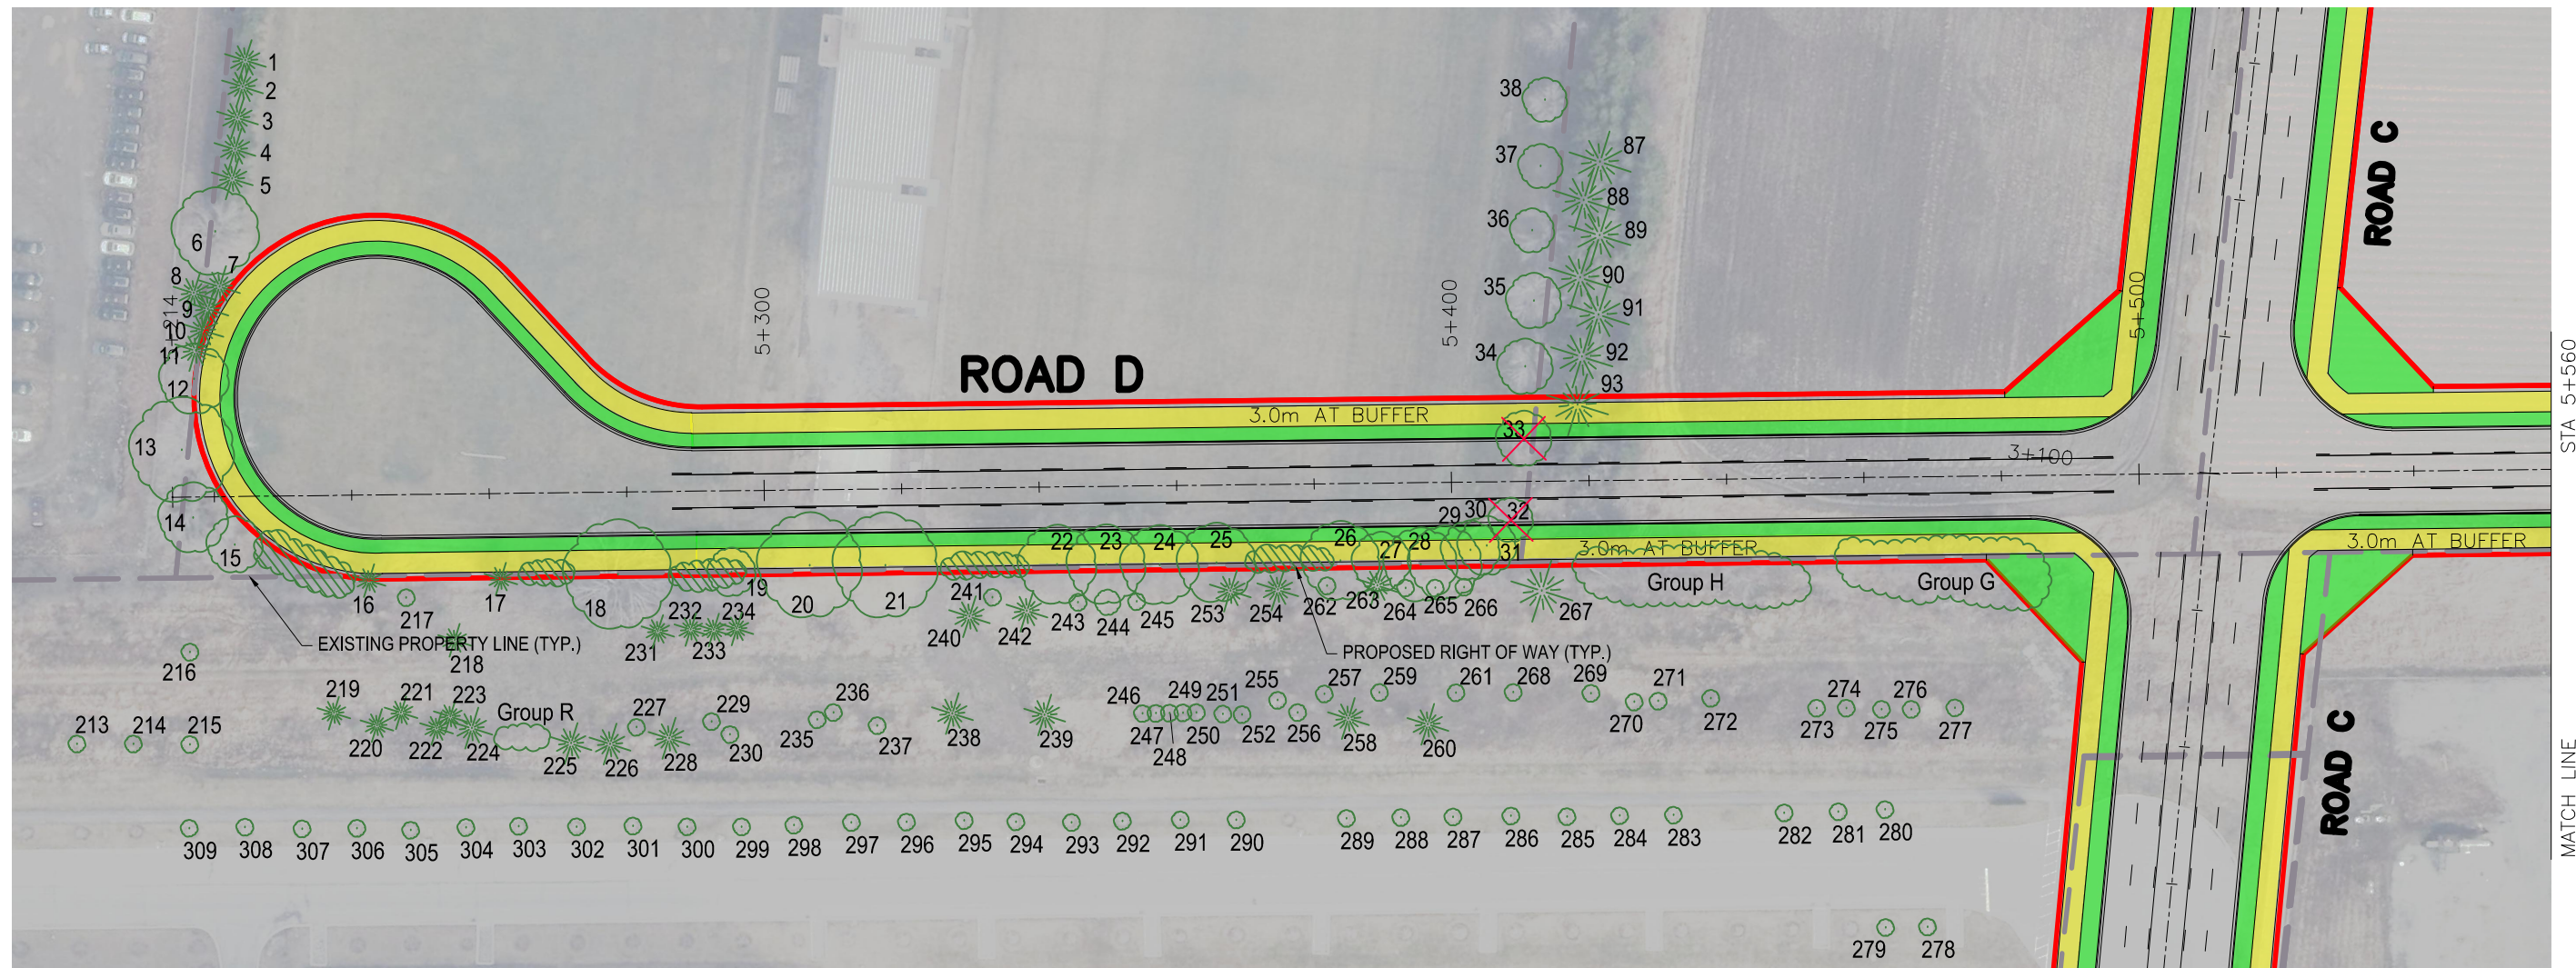 1
2
3
4
5
6
7
8
9
214
10
11
12
13
14
15
38
37
36
35
34
33
87
88
89
90
91
92
93
5+300
5+400
5+500
ROAD D
ROAD C
3.0m AT BUFFER
3+100
STA 5+560
29 30 32
31
3.0m AT BUFFER
3.0m AT BUFFER
22 23 24 25 26 27 28
16 17 18 19 20 21
Group H
Group G
217
232 234
231 233
241
240 242 243 244 245
253 254 262 263 264 265 266 267
EXISTING PROPERTY LINE (TYP.)
PROPOSED RIGHT OF WAY (TYP.)
216
218
219 221 223
220 222 224
Group R
225 226
227
228
229
230
235
236
237
238
239
246 249 251 255 257 259 261 268 269 271
247 248 250 252 256 258 260 270 272
274 276
273 275 277
213 214 215
ROAD C
MATCH LINE
309 308 307 306 305 304 303 302 301 300 299 298 297 296 295 294 293 292 291 290 289 288 287 286 285 284 283 282 281 280
279 278